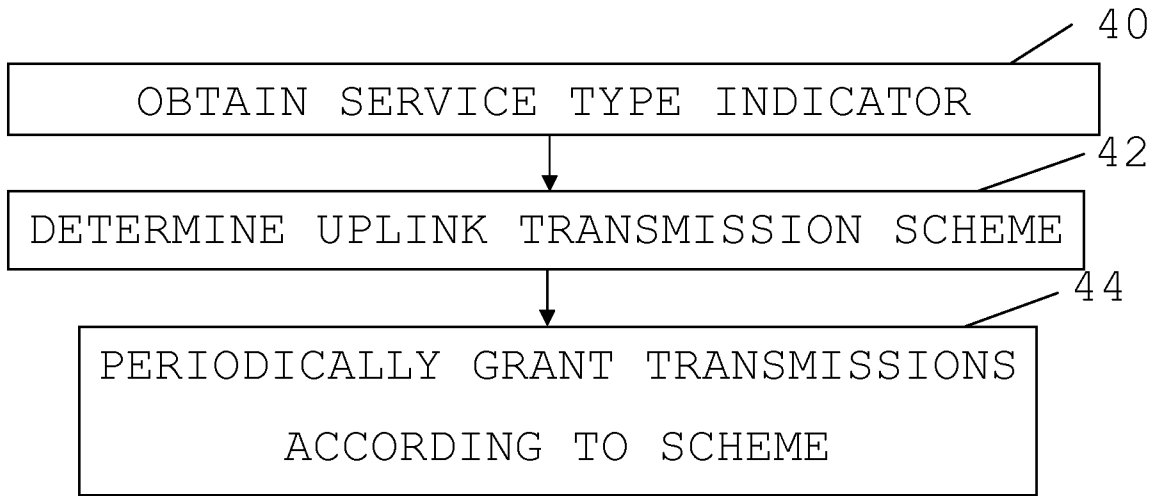 40
OBTAIN SERVICE TYPE INDICATOR
42
DETERMINE UPLINK TRANSMISSION SCHEME
44
PERIODICALLY GRANT TRANSMISSIONS
ACCORDING TO SCHEME